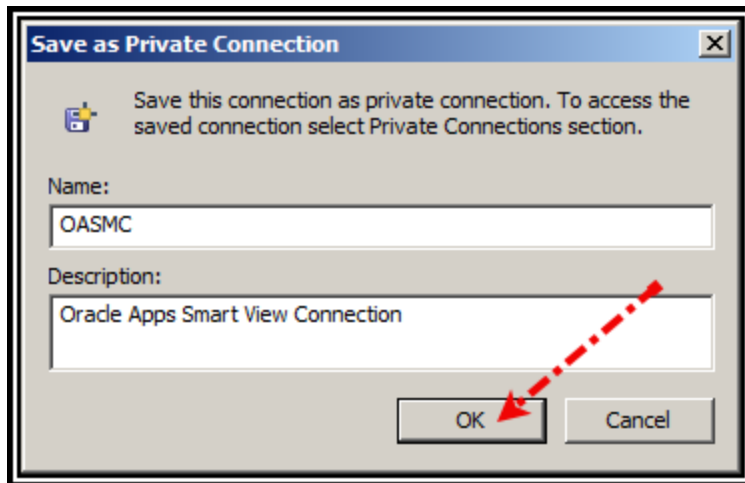 Save as Private Connection
Save this connection as private connection. To access the
saved connection select Private Connections section.
Name:
OASMC
Description:
Oracle Apps Smart View Connection
OK
Cancel